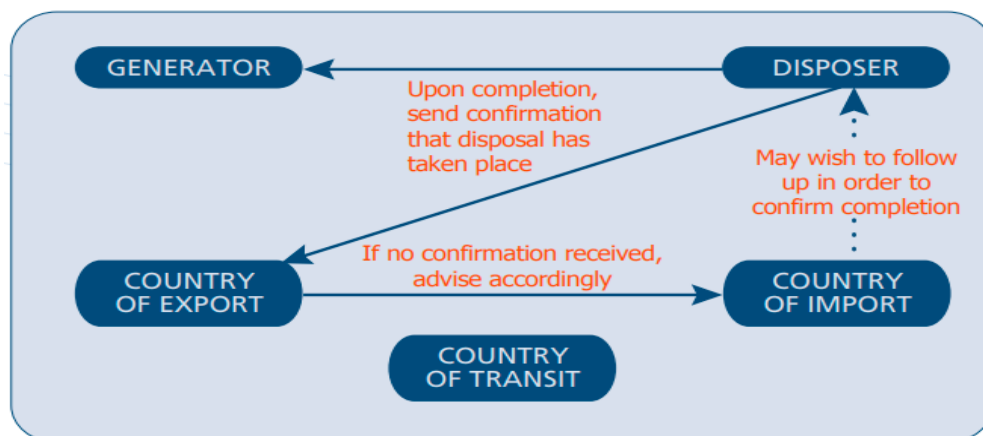 GENERATOR
DISPOSER
Upon completion,
send confirmation
that disposal has
taken place
May wish to follow
up in order to
confirm completion
If no confirmation received,
advise accordingly
COUNTRY
OF EXPORT
COUNTRY
OF IMPORT
COUNTRY
OF TRANSIT